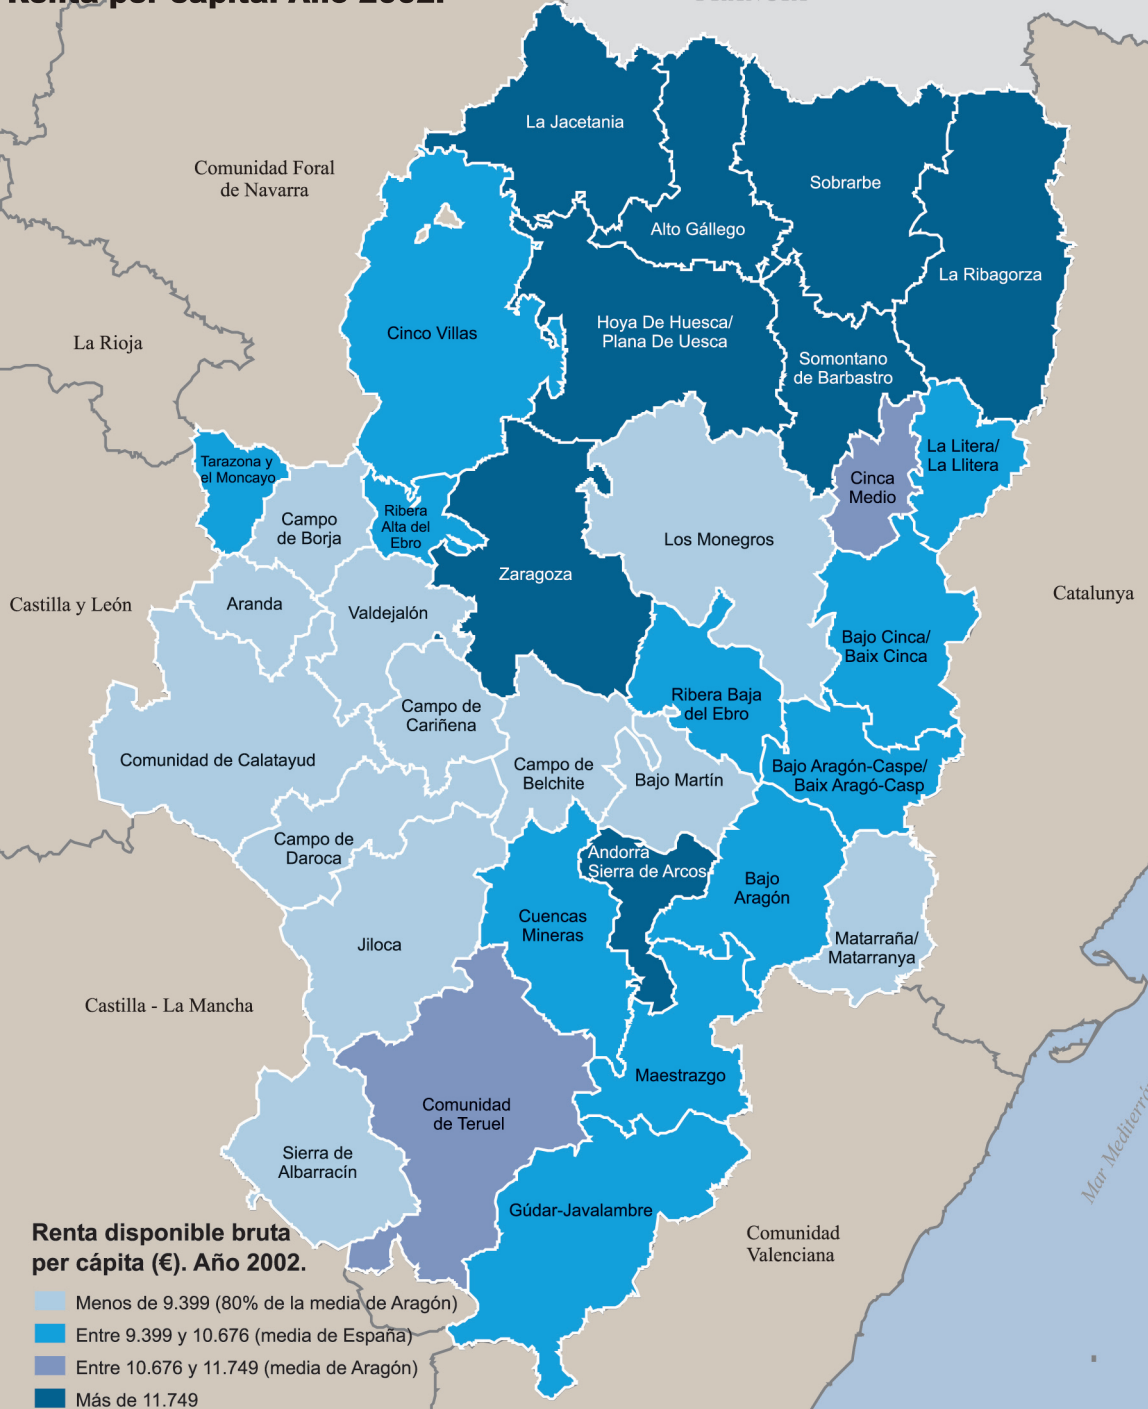 Renta per cápita. Año 2002.
La Jacetania
Comunidad Foral
de Navarra
Sobrarbe
Alto Gállego
La Ribagorza
Cinco Villas
Hoya De Huesca/
Plana De Uesca
La Rioja
Somontano
de Barbastro
La Litera/
La Llitera
Tarazona y
el Moncayo
Cinca
Medio
Campo
de Borja
Ribera
Alta del
Ebro
Los Monegros
Zaragoza
Catalunya
Castilla y León
Aranda
Valdejalón
Bajo Cinca/
Baix Cinca
Ribera Baja
del Ebro
Campo de
Cariñena
Comunidad de Calatayud
Campo de
Belchite
Bajo Martín
Bajo Aragón-Caspe/
Baix Aragó-Casp
Campo de
Daroca
Andorra
Sierra de Arcos
Bajo
Aragón
Cuencas
Mineras
Jiloca
Matarraña/
Matarranya
Castilla - La Mancha
Maestrazgo
Comunidad
de Teruel
Sierra de
Albarracín
Gúdar-Javalambre
Comunidad
Valenciana
Mar Mediterrá
Renta disponible bruta
per cápita (€). Año 2002.
Menos de 9.399 (80% de la media de Aragón)
Entre 9.399 y 10.676 (media de España)
Entre 10.676 y 11.749 (media de Aragón)
Más de 11.749